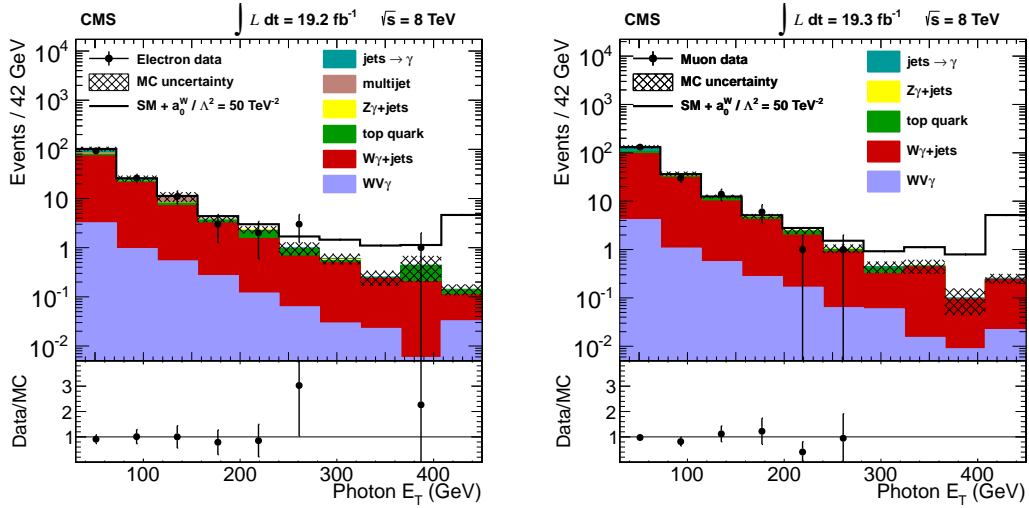 CMS
∫ L dt = 19.2 fb⁻¹ √s = 8 TeV
Events / 42 GeV
10⁴
10³
10²
10
1
10⁻¹
10⁻²
Electron data
MC uncertainty
SM + a₀ᵂ / Λ² = 50 TeV⁻²
jets → γ
multijet
Zγ+jets
top quark
Wγ+jets
WVγ
Data/MC
3
2
1
100 200 300 400
Photon E_T (GeV)
CMS
∫ L dt = 19.3 fb⁻¹ √s = 8 TeV
Events / 42 GeV
10⁴
10³
10²
10
1
10⁻¹
10⁻²
Muon data
MC uncertainty
SM + a₀ᵂ / Λ² = 50 TeV⁻²
jets → γ
Zγ+jets
top quark
Wγ+jets
WVγ
Data/MC
3
2
1
100 200 300 400
Photon E_T (GeV)